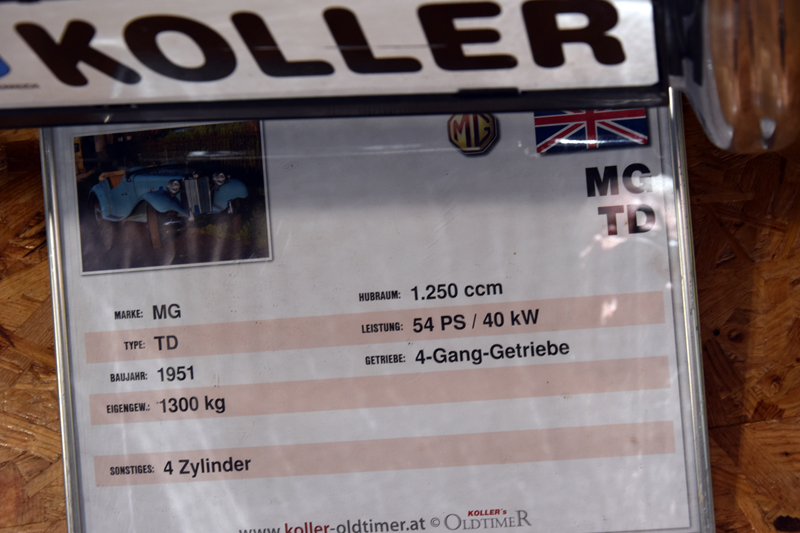 KOLLER
MG
MG
TD
MARKE: MG
TYPE: TD
BAUJAHR: 1951
EIGENGEW.: 1300 kg
SONSTIGES: 4 Zylinder
HUBRAUM: 1.250 ccm
LEISTUNG: 54 PS / 40 kW
GETRIEBE: 4-Gang-Getriebe
www.koller-oldtimer.at © KOLLER's OLDTIMER